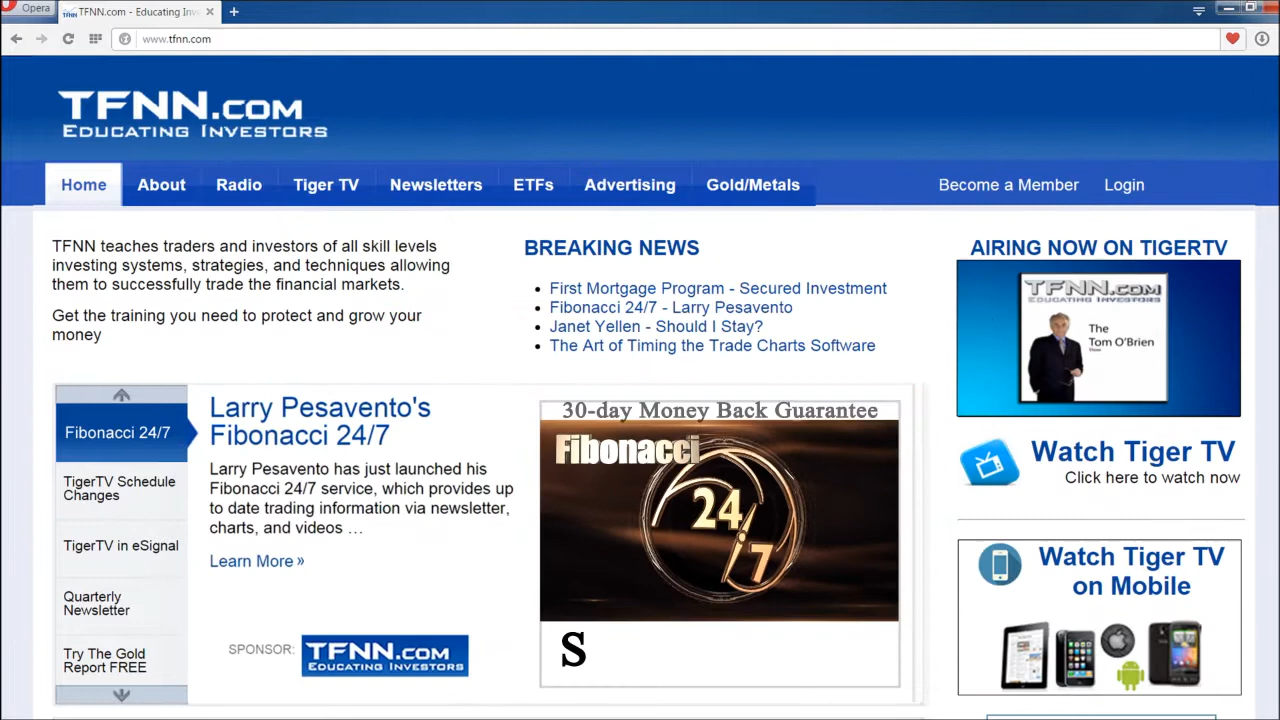 Opera
TFNN.com - Educating Inv
www.tfnn.com
TFNN.COM
EDUCATING INVESTORS
Home
About
Radio
Tiger TV
Newsletters
ETFs
Advertising
Gold/Metals
Become a Member
Login
TFNN teaches traders and investors of all skill levels
investing systems, strategies, and techniques allowing
them to successfully trade the financial markets.
Get the training you need to protect and grow your
money
BREAKING NEWS
First Mortgage Program - Secured Investment
Fibonacci 24/7 - Larry Pesavento
Janet Yellen - Should I Stay?
The Art of Timing the Trade Charts Software
AIRING NOW ON TIGERTV
TFNN.COM
EDUCATING INVESTORS
The
Tom O'Brien
Show
Watch Tiger TV
Click here to watch now
Watch Tiger TV
on Mobile
Fibonacci 24/7
TigerTV Schedule
Changes
TigerTV in eSignal
Quarterly
Newsletter
Try The Gold
Report FREE
Larry Pesavento's
Fibonacci 24/7
Larry Pesavento has just launched his
Fibonacci 24/7 service, which provides up
to date trading information via newsletter,
charts, and videos …
Learn More »
SPONSOR:
TFNN.COM
EDUCATING INVESTORS
30-day Money Back Guarantee
Fibonacci
24
7
S